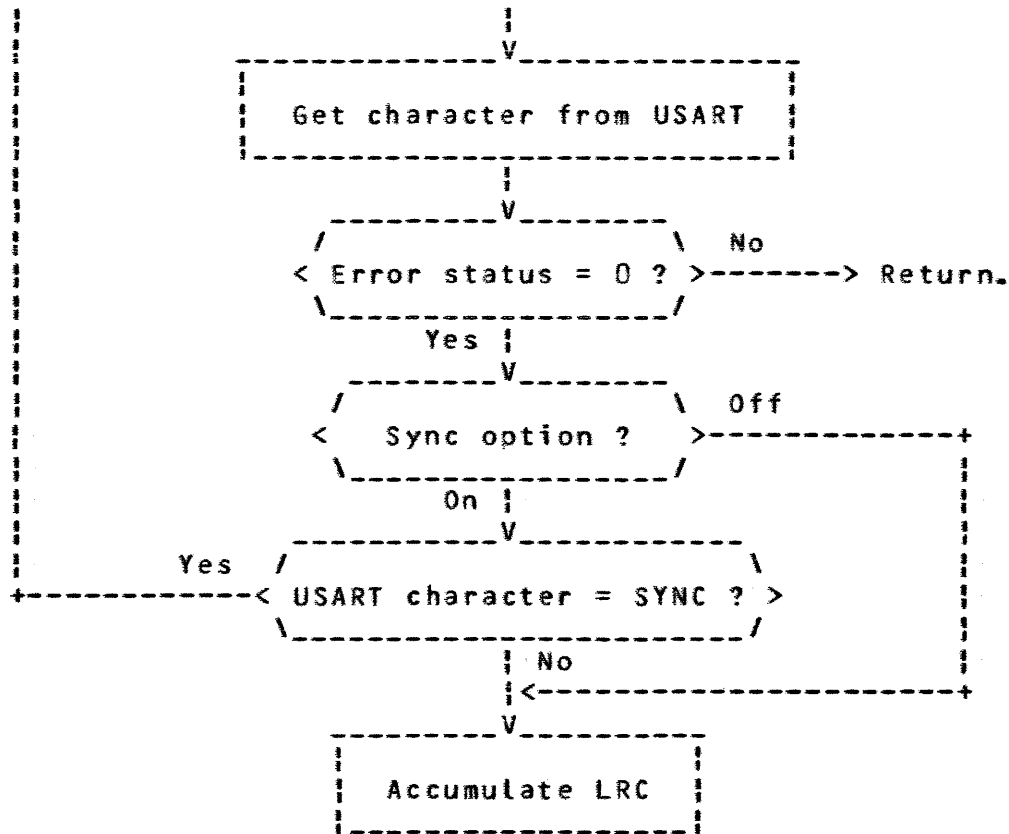 Get character from USART
No
Error status = 0 ? > Return.
Yes
Off
Sync option ?
On
Yes
USART character = SYNC ?
No
Accumulate LRC